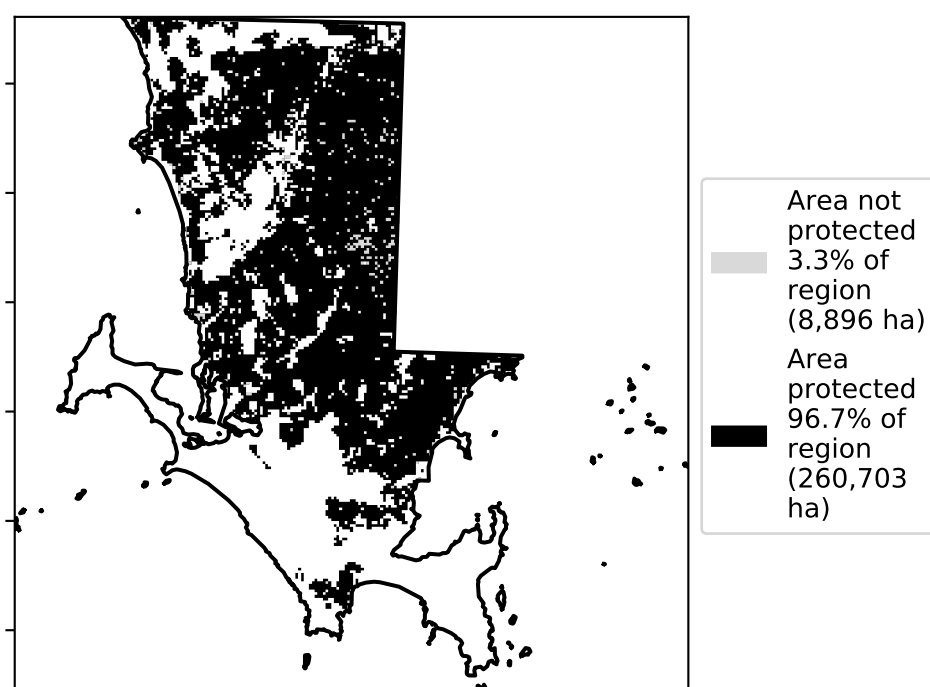 Area not
protected
3.3% of
region
(8,896 ha)
Area
protected
96.7% of
region
(260,703
ha)